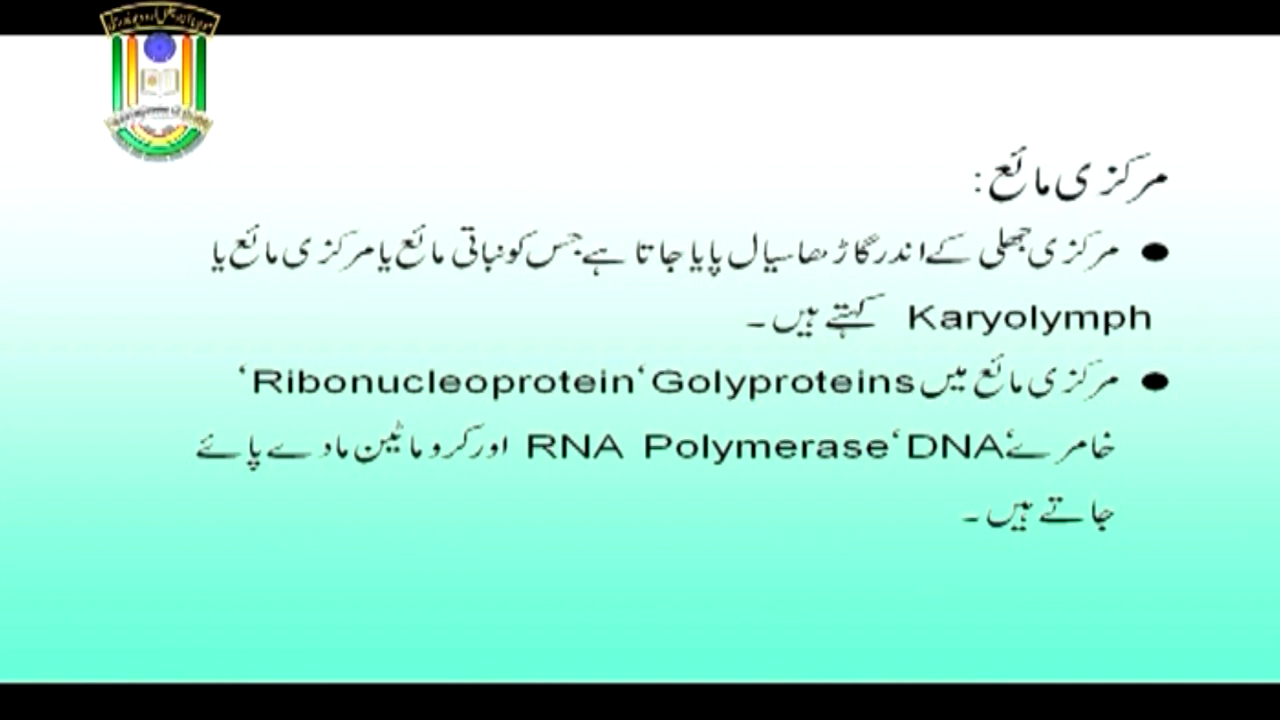 مرکزی مائع :
● مرکزی جھلی کے اندر گاڑھا سیال پایا جاتا ہے جس کو نباتی مائع یا مرکزی مائع یا
Karyolymph کہتے ہیں ۔
● مرکزی مائع میں Golyproteins‘ Ribonucleoprotein‘
خامرے‘ DNA‘ RNA Polymerase اور کروماٹین مادے پائے
جاتے ہیں ۔